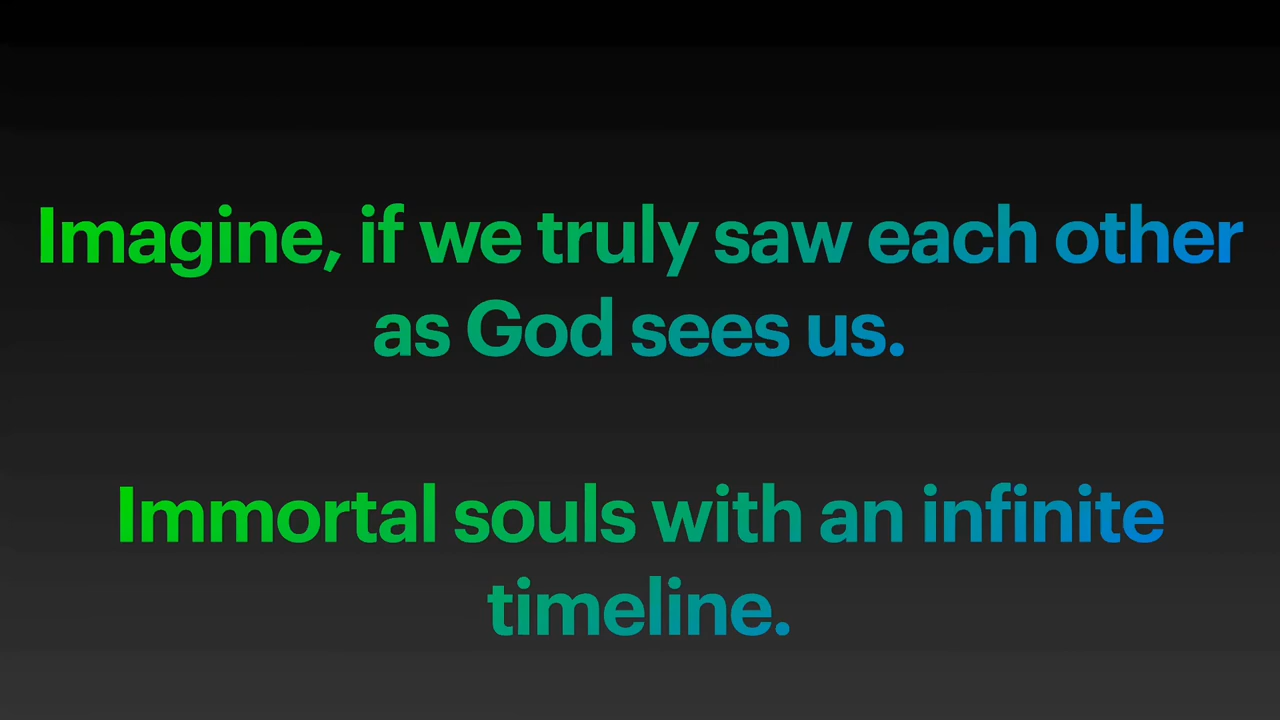 Imagine, if we truly saw each other
as God sees us.
Immortal souls with an infinite
timeline.